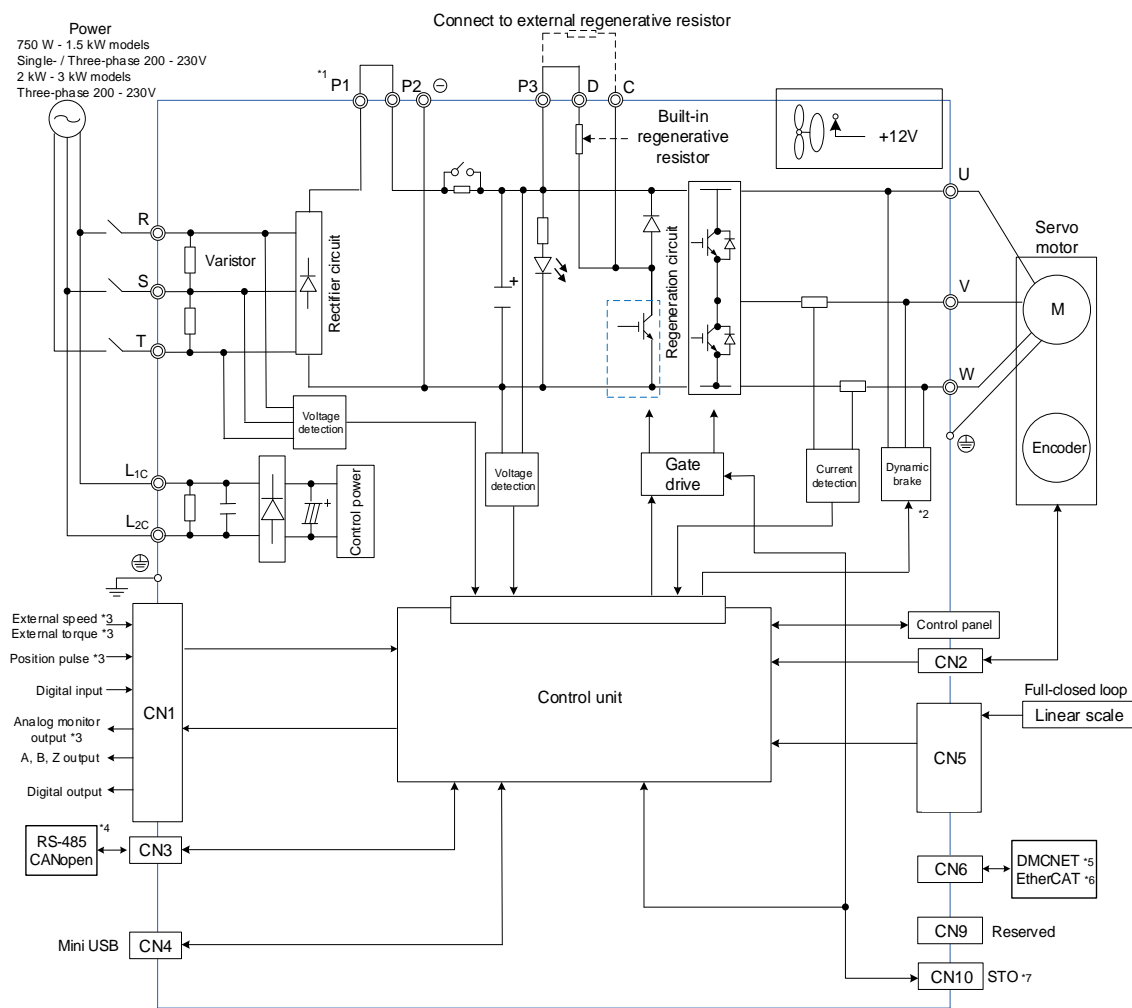 Power
750 W - 1.5 kW models
Single- / Three-phase 200 - 230V
2 kW - 3 kW models
Three-phase 200 - 230V
Connect to external regenerative resistor
*1
P1
P2
⊖
P3
D
C
Built-in
regenerative
resistor
+12V
U
Servo
motor
R
Varistor
S
T
Rectifier circuit
+
Regeneration circuit
V
M
W
Voltage
detection
L1C
L2C
+
Control power
Voltage
detection
Gate
drive
Current
detection
Dynamic
brake
*2
Encoder
External speed *3
External torque *3
Position pulse *3
Digital input
Analog monitor
output *3
A, B, Z output
Digital output
CN1
Control unit
Control panel
CN2
Full-closed loop
Linear scale
CN5
RS-485
CANopen
*4
CN3
CN6
DMCNET *5
EtherCAT *6
Mini USB
CN4
CN9
Reserved
CN10
STO *7